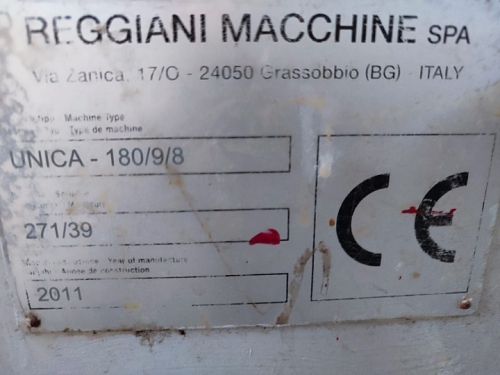 REGGIANI MACCHINE SPA
Via Zanica, 17/O - 24050 Grassobbio (BG) - ITALY
Machine Type
Type de machine
UNICA - 180/9/8
271/39
Year of manufacture
Annee de construction
2011
CE